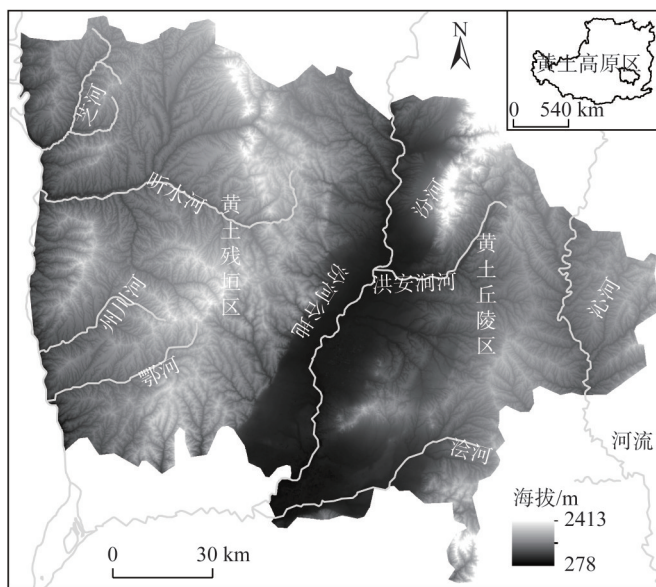 N
黄土高原区
0 540 km
芝河
昕水河
黄土残垣区
汾河
黄土丘陵区
洪安涧河
汾河谷地
沁河
州川河
鄂河
浍河
河流
海拔/m
2413
278
0 30 km